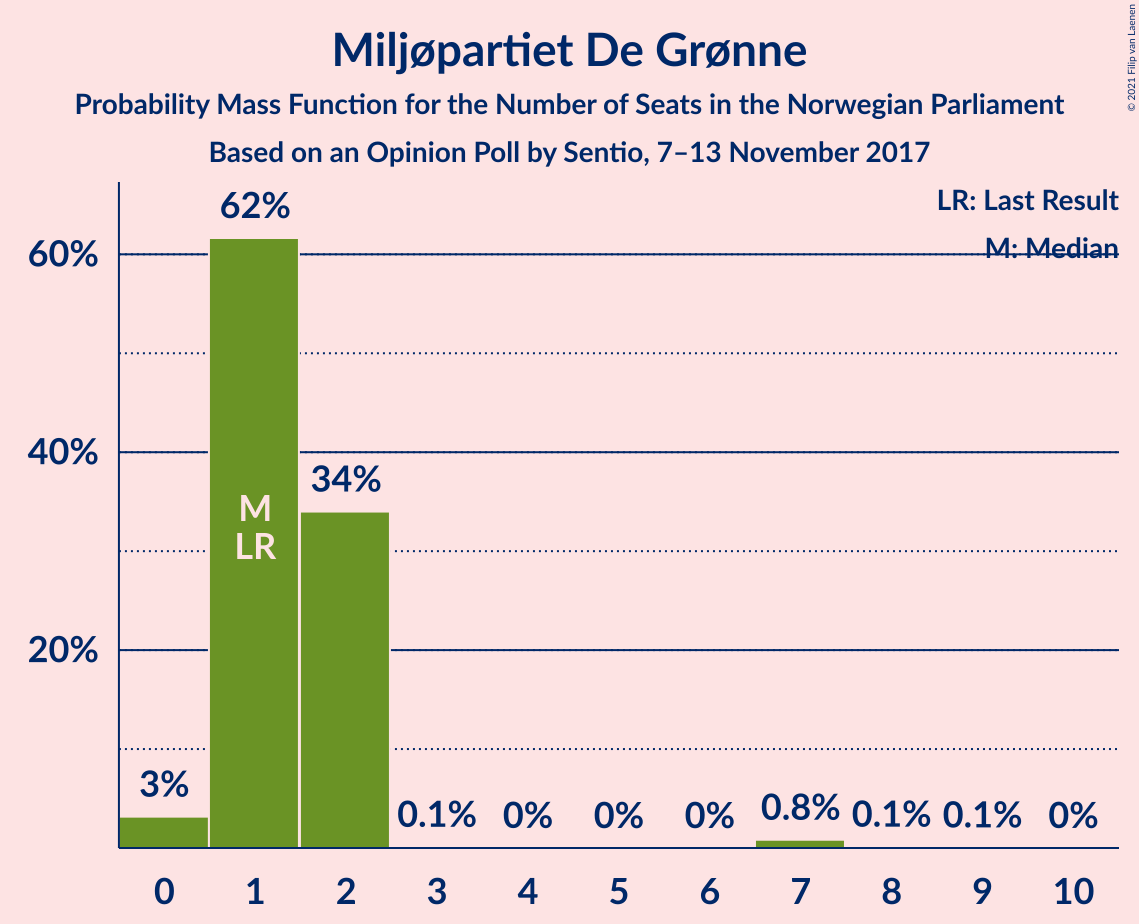 Miljøpartiet De Grønne
Probability Mass Function for the Number of Seats in the Norwegian Parliament
Based on an Opinion Poll by Sentio, 7–13 November 2017
© 2021 Filip van Laenen
LR: Last Result
M: Median
60%
40%
20%
3%
62%
34%
0.1%
0%
0%
0%
0.8%
0.1%
0.1%
0%
M
LR
0 1 2 3 4 5 6 7 8 9 10